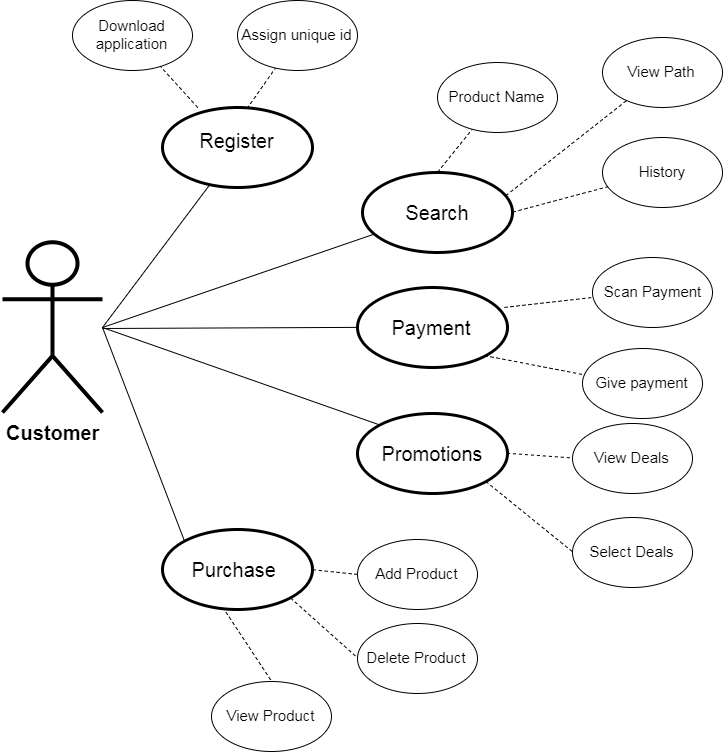 Download
application
Assign unique id
Register
Product Name
View Path
History
Search
Scan Payment
Payment
Give payment
Customer
Promotions
View Deals
Select Deals
Purchase
Add Product
Delete Product
View Product